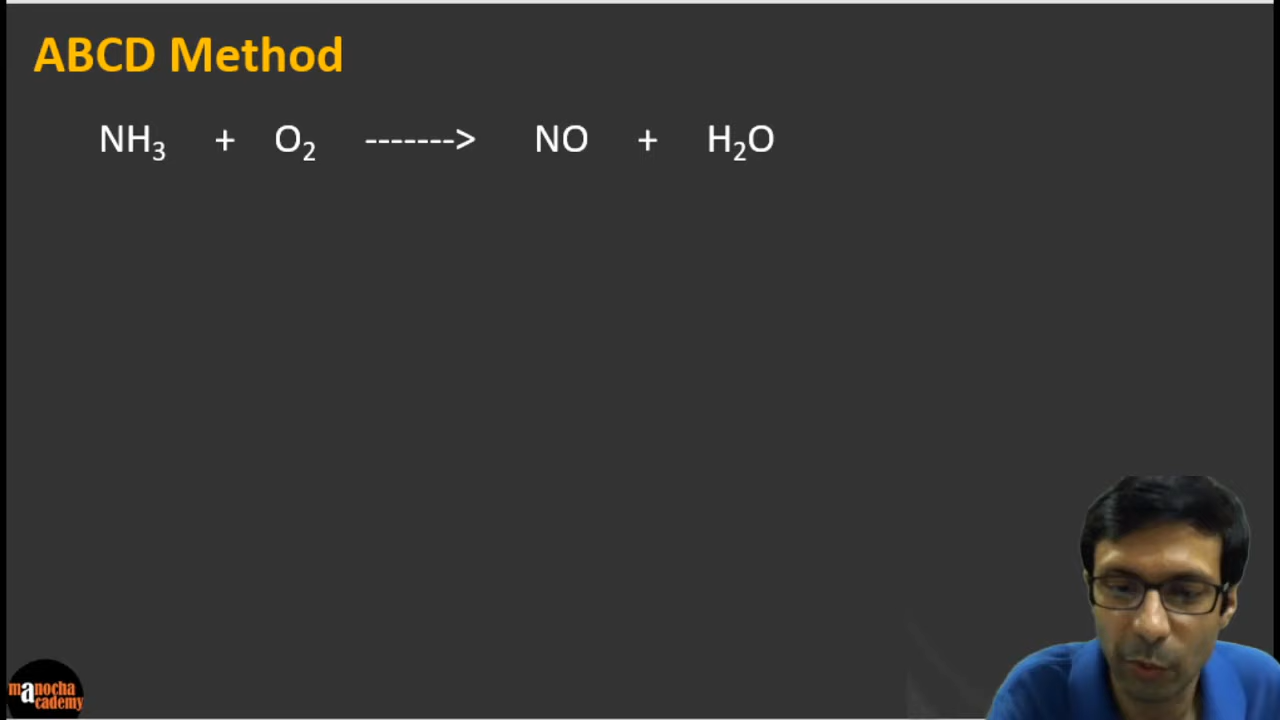 ABCD Method
NH₃ + O₂ -------> NO + H₂O
manocha
academy